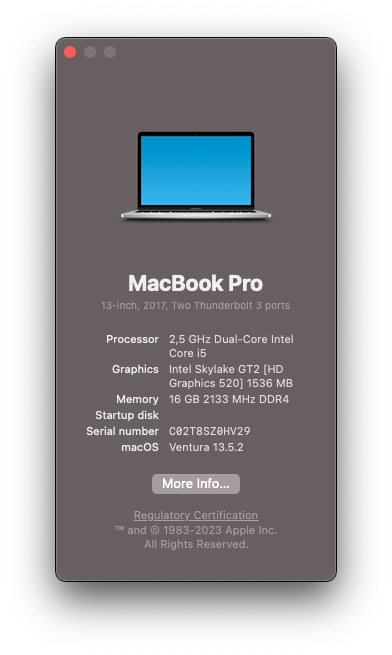 MacBook Pro
13-inch, 2017, Two Thunderbolt 3 ports
Processor 2,5 GHz Dual-Core Intel
Core i5
Graphics Intel Skylake GT2 [HD
Graphics 520] 1536 MB
Memory 16 GB 2133 MHz DDR4
Startup disk
Serial number C02T8SZ0HV29
macOS Ventura 13.5.2
More Info...
Regulatory Certification
™ and © 1983-2023 Apple Inc.
All Rights Reserved.